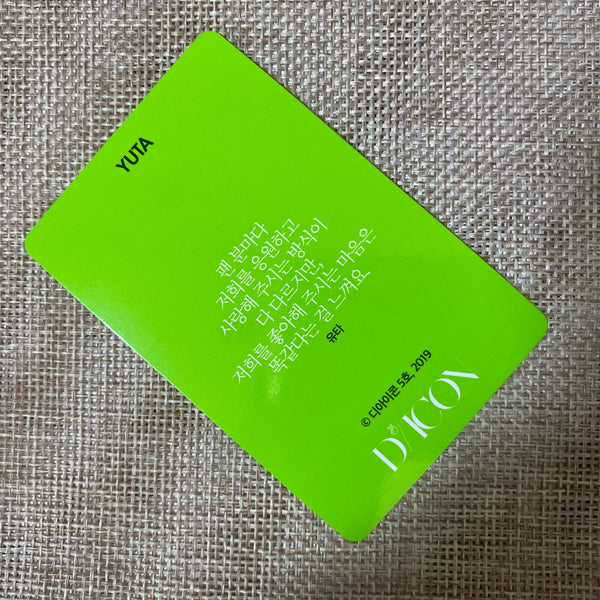 YUTA
팬 분마다
저희를 응원하고
사랑해 주시는 방식이
다 다르지만,
저희를 좋아해 주시는 마음은
똑같다는 걸 느껴요
유타
© 디아이콘 5호, 2019
D/ICON